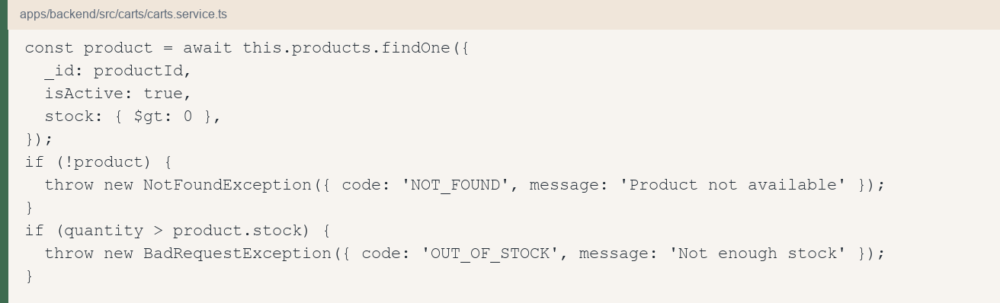 apps/backend/src/carts/carts.service.ts
const product = await this.products.findOne({
  _id: productId,
  isActive: true,
  stock: { $gt: 0 },
});
if (!product) {
  throw new NotFoundException({ code: 'NOT_FOUND', message: 'Product not available' });
}
if (quantity > product.stock) {
  throw new BadRequestException({ code: 'OUT_OF_STOCK', message: 'Not enough stock' });
}